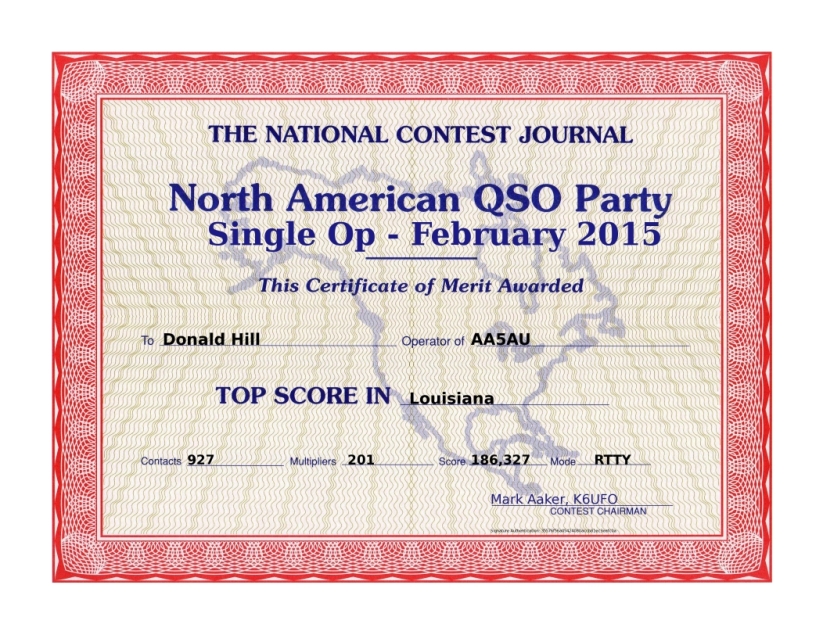 THE NATIONAL CONTEST JOURNAL
North American QSO Party
Single Op - February 2015
This Certificate of Merit Awarded
To Donald Hill Operator of AA5AU
TOP SCORE IN Louisiana
Contacts 927 Multipliers 201 Score 186,327 Mode RTTY
Mark Aaker, K6UFO
CONTEST CHAIRMAN